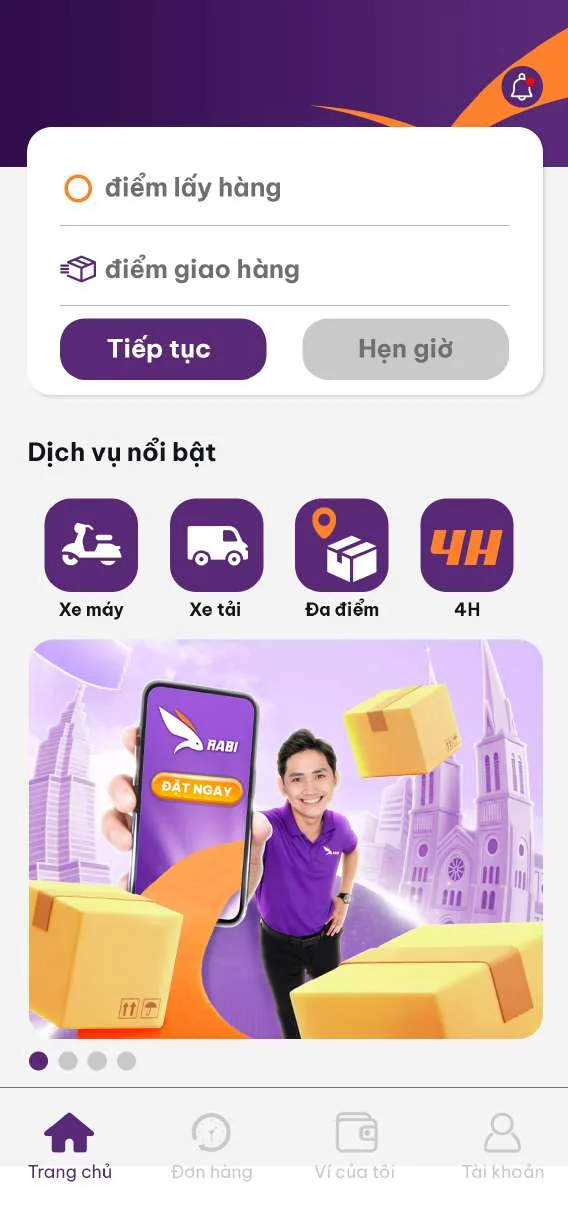 điểm lấy hàng
điểm giao hàng
Tiếp tục
Hẹn giờ
Dịch vụ nổi bật
4H
Xe máy
Xe tải
Đa điểm
4H
RABI
ĐẶT NGAY
RABI
Trang chủ
Đơn hàng
Ví của tôi
Tài khoản